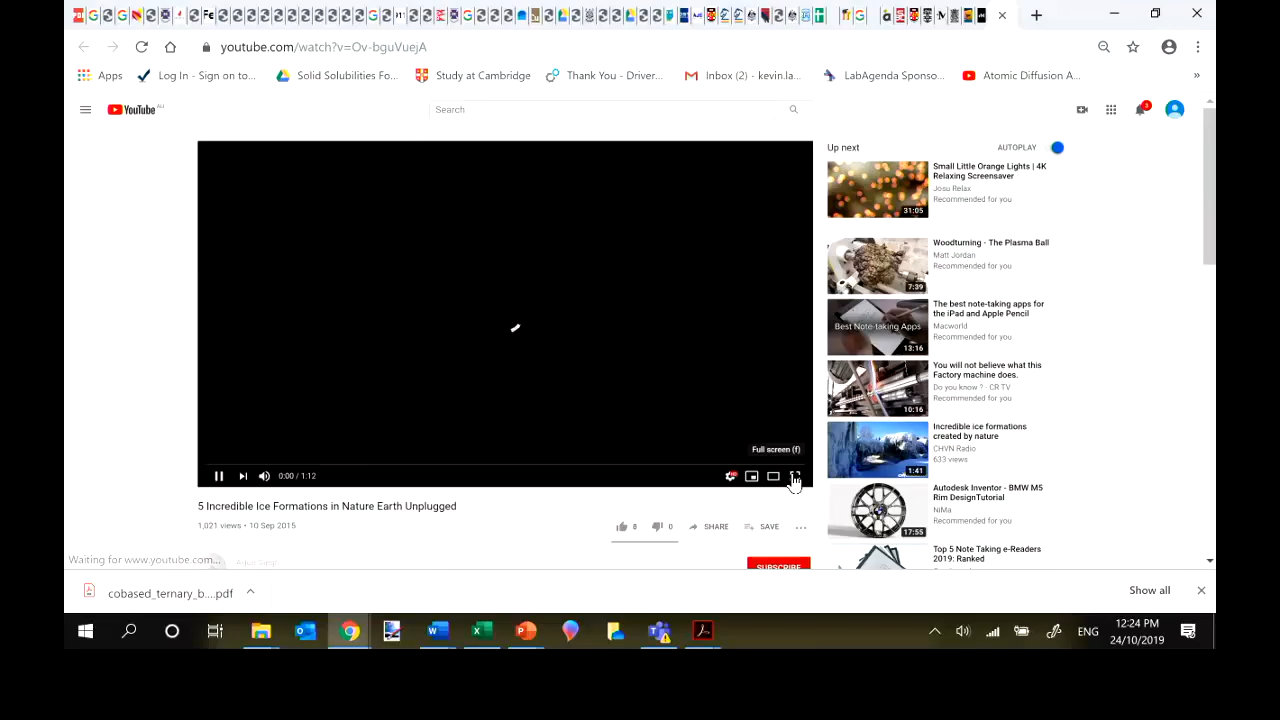 youtube.com/watch?v=Ov-bguVuejA
Apps
Log In - Sign on to...
Solid Solubilities Fo...
Study at Cambridge
Thank You - Driver...
Inbox (2) - kevin.la...
LabAgenda Sponso...
Atomic Diffusion A...
»
YouTube AU
Search
3
Up next
AUTOPLAY
Small Little Orange Lights | 4K
Relaxing Screensaver
Josu Relax
Recommended for you
31:05
Woodturning - The Plasma Ball
Matt Jordan
Recommended for you
7:39
The best note-taking apps for
the iPad and Apple Pencil
Macworld
Recommended for you
Best Note-taking Apps
13:16
You will not believe what this
Factory machine does.
Do you know ? - CR TV
Recommended for you
10:16
Incredible ice formations
created by nature
CHVN Radio
633 views
1:41
Autodesk Inventor - BMW M5
Rim DesignTutorial
NiMa
Recommended for you
17:55
Top 5 Note Taking e-Readers
2019: Ranked
Full screen (f)
0:00 / 1:12
5 Incredible Ice Formations in Nature Earth Unplugged
1,021 views • 10 Sep 2015
8
0
SHARE
SAVE
...
SUBSCRIBE
Waiting for www.youtube.com...
cobased_ternary_b....pdf
Show all
ENG
12:24 PM
24/10/2019